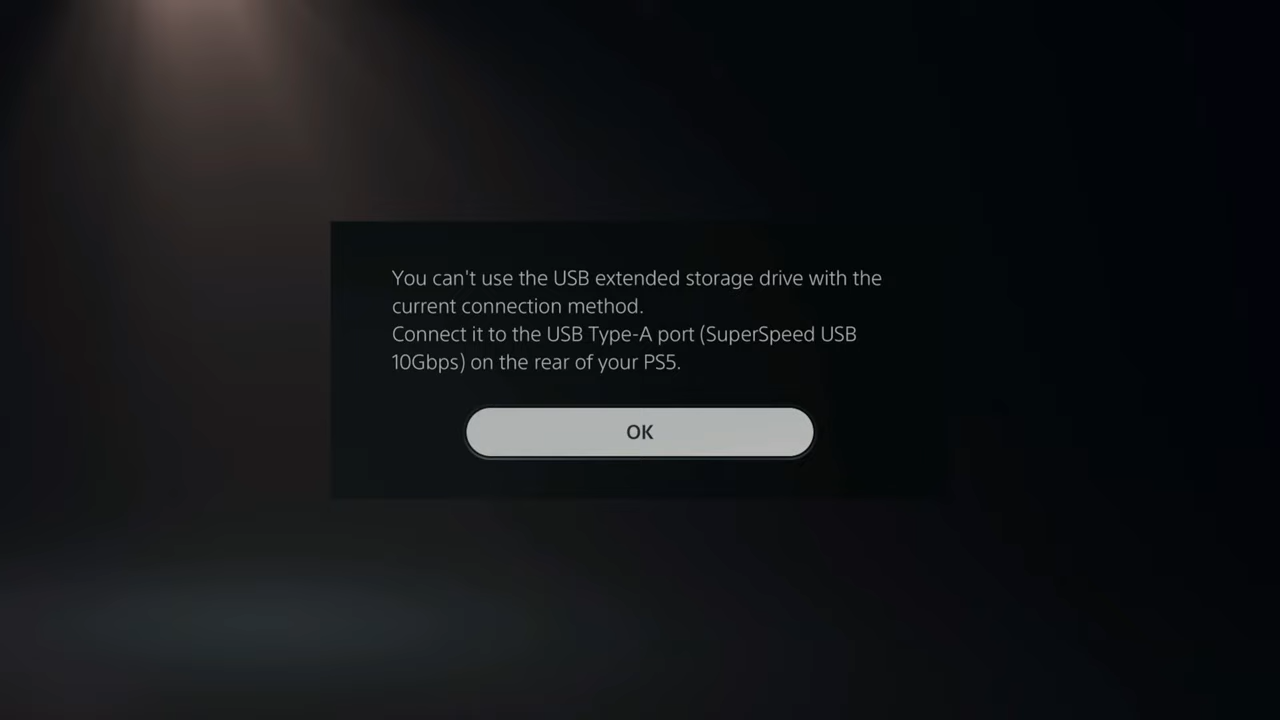 You can't use the USB extended storage drive with the
current connection method.
Connect it to the USB Type-A port (SuperSpeed USB
10Gbps) on the rear of your PS5.
OK